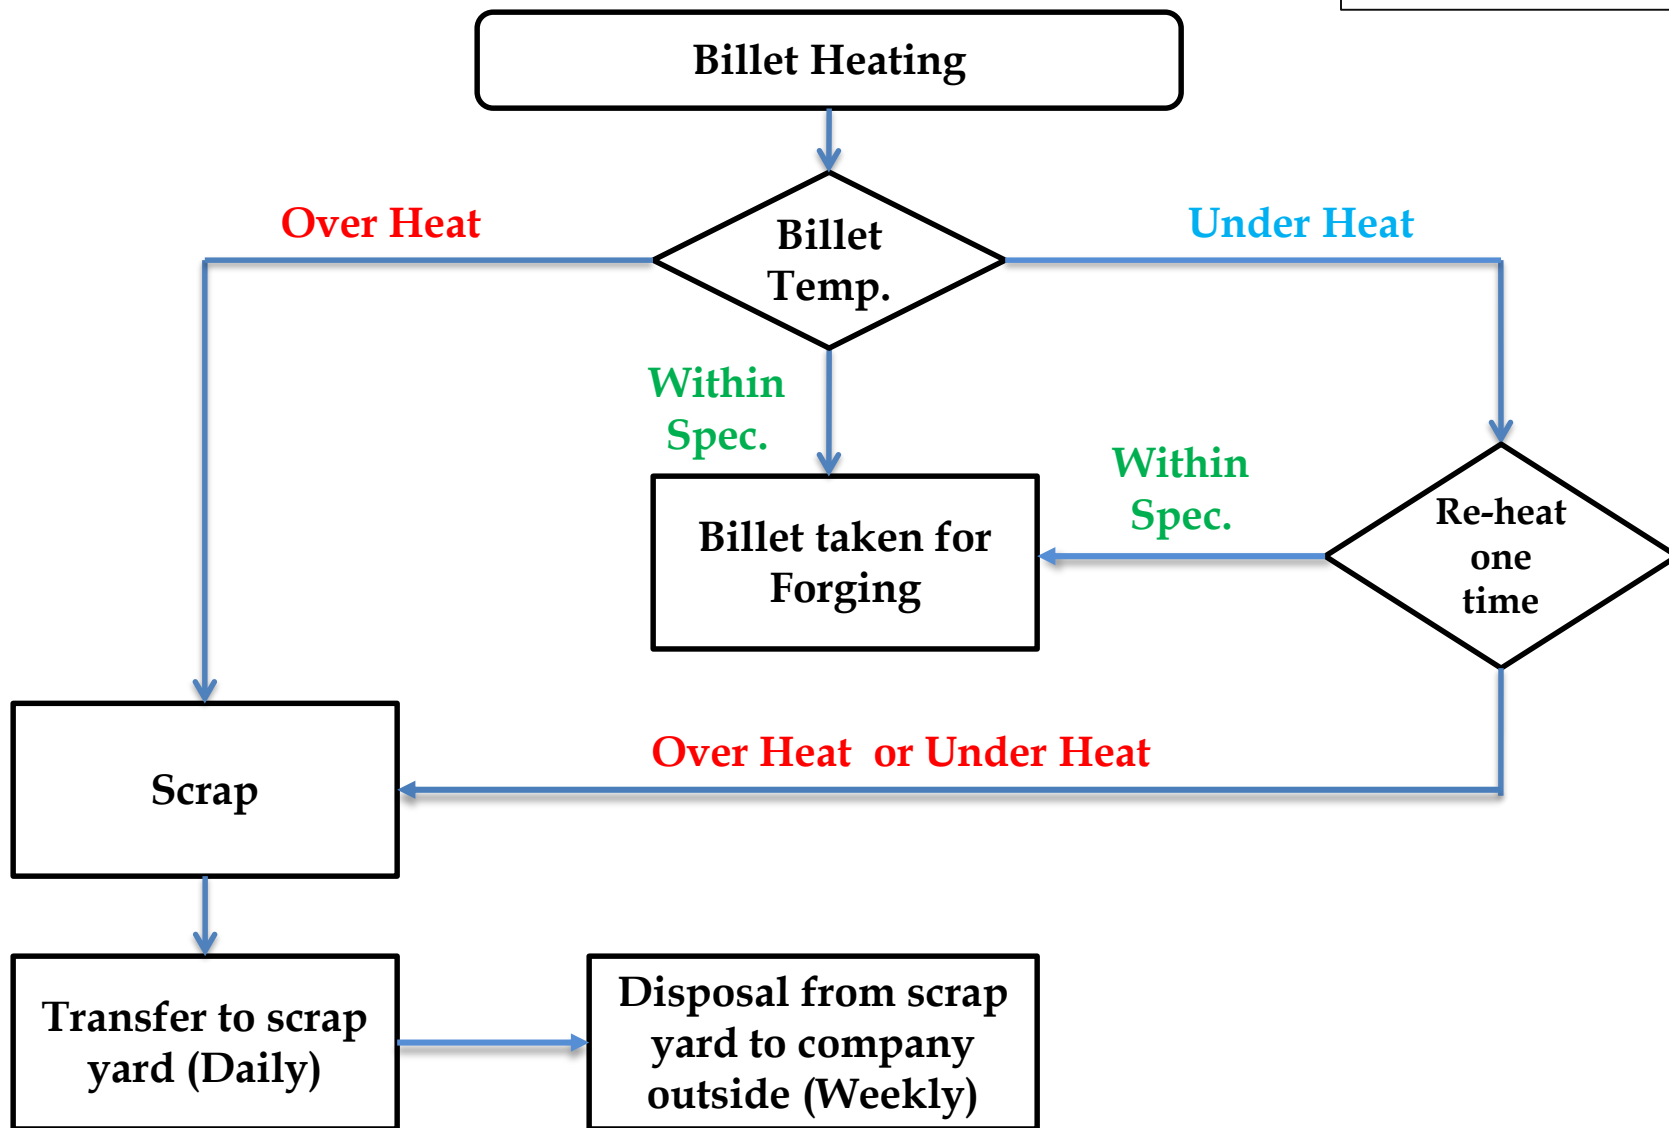 Billet Heating
Over Heat
Billet
Temp.
Under Heat
Within
Spec.
Within
Spec.
Billet taken for
Forging
Re-heat
one
time
Over Heat  or Under Heat
Scrap
Transfer to scrap
yard (Daily)
Disposal from scrap
yard to company
outside (Weekly)